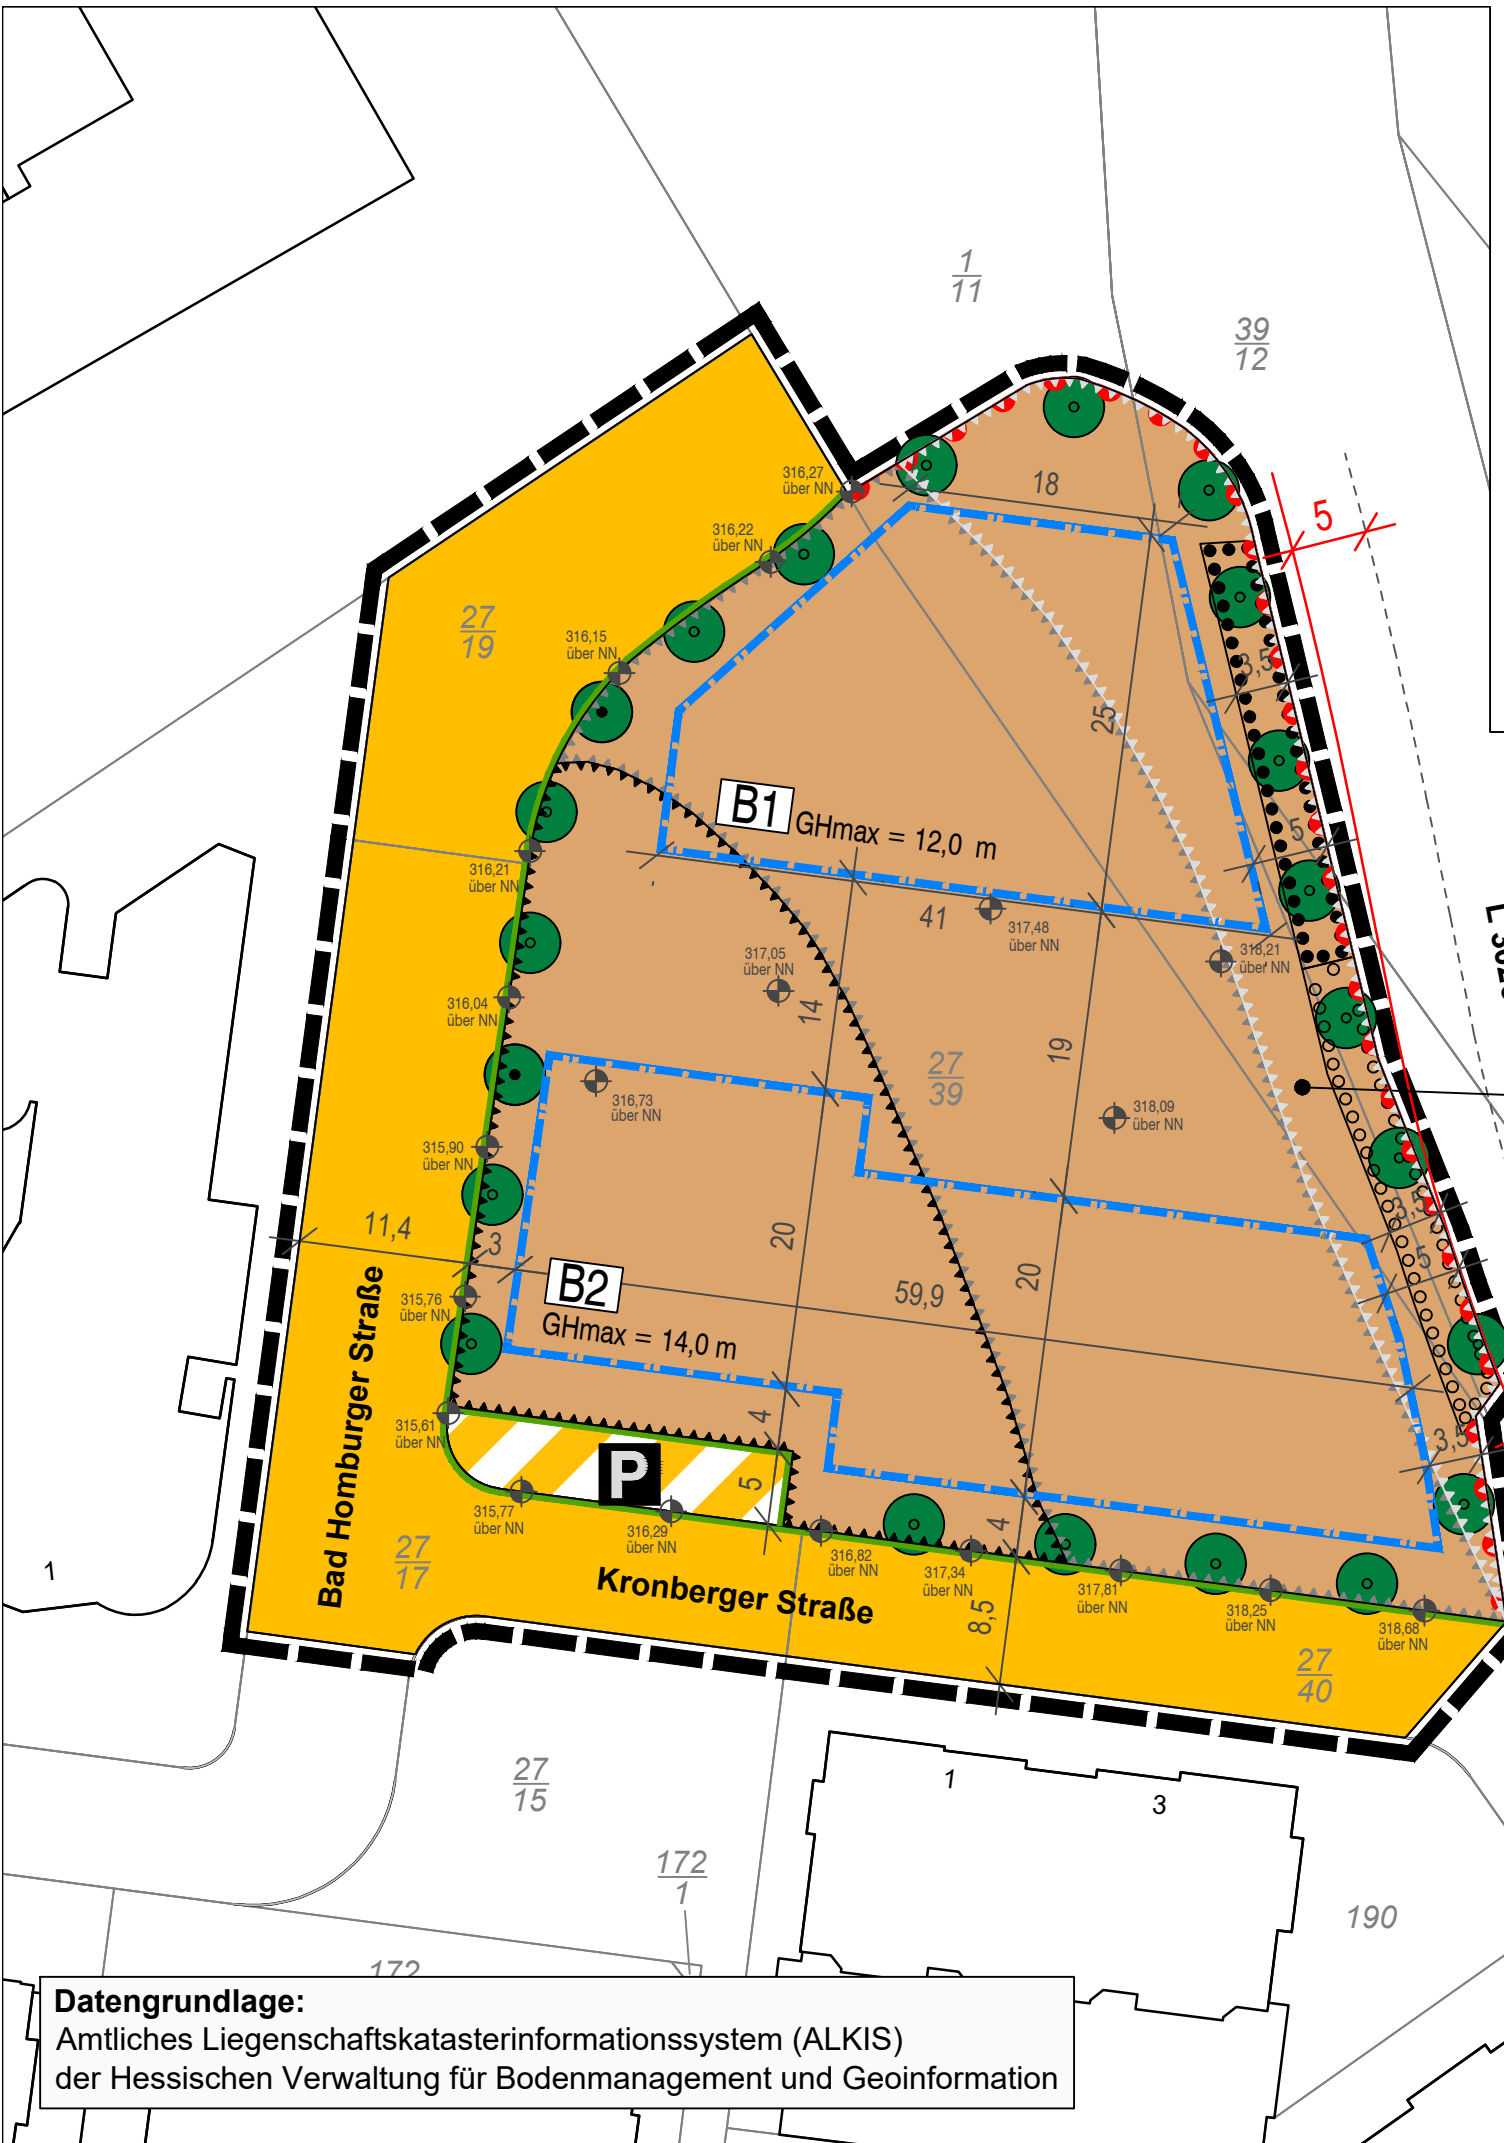 1
11
39
12
316,27
über NN
18
5
316,22
über NN
27
19
316,15
über NN
3,5
25
B1
GHmax = 12,0 m
5
316,21
über NN
41
317,48
über NN
317,05
über NN
318,21
über NN
316,04
über NN
14
19
27
39
316,73
über NN
318,09
über NN
315,90
über NN
11,4
3
20
3,5
5
B2
GHmax = 14,0 m
59,9
20
315,76
über NN
Bad Homburger Straße
315,61
über NN
4
3,5
P
5
315,77
über NN
316,29
über NN
4
316,82
über NN
317,34
über NN
317,81
über NN
318,25
über NN
318,68
über NN
1
27
17
Kronberger Straße
8,5
27
40
27
15
1
3
172
1
190
172
Datengrundlage:
Amtliches Liegenschaftskatasterinformationssystem (ALKIS)
der Hessischen Verwaltung für Bodenmanagement und Geoinformation